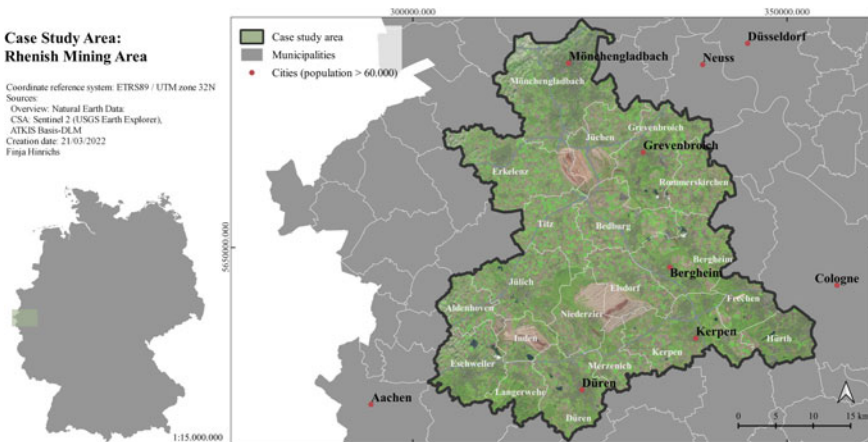 Case Study Area:
Rhenish Mining Area
Coordinate reference system: ETRS89 / UTM zone 32N
Sources:
Overview: Natural Earth Data:
CSA: Sentinel 2 (USGS Earth Explorer),
ATKIS Basis-DLM
Creation date: 21/03/2022
Finja Hinrichs
1:15.000.000
300000.000
350000.000
5650000.000
Case study area
Municipalities
Cities (population > 60.000)
Düsseldorf
Mönchengladbach
Neuss
Mönchengladbach
Grevenbroich
Jüchen
Grevenbroich
Erkelenz
Rommerskirchen
Titz
Bedburg
Bergheim
Bergheim
Cologne
Jülich
Elsdorf
Frechen
Aldenhoven
Niederzier
Inden
Kerpen
Hürth
Eschweiler
Merzenich
Kerpen
Langerwehe
Düren
Aachen
Düren
0 5 10 15 km